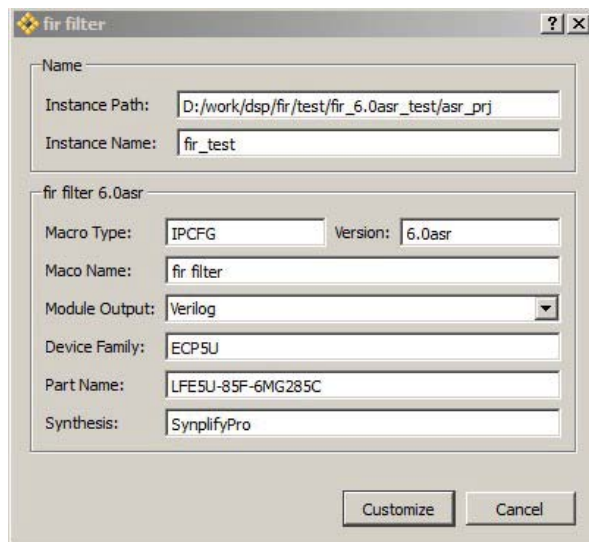 fir filter
Name
Instance Path: D:/work/dsp/fir/test/fir_6.0asr_test/asr_prj
Instance Name: fir_test
fir filter 6.0asr
Macro Type: IPCFG Version: 6.0asr
Maco Name: fir filter
Module Output: Verilog
Device Family: ECP5U
Part Name: LFE5U-85F-6MG285C
Synthesis: SynplifyPro
Customize Cancel